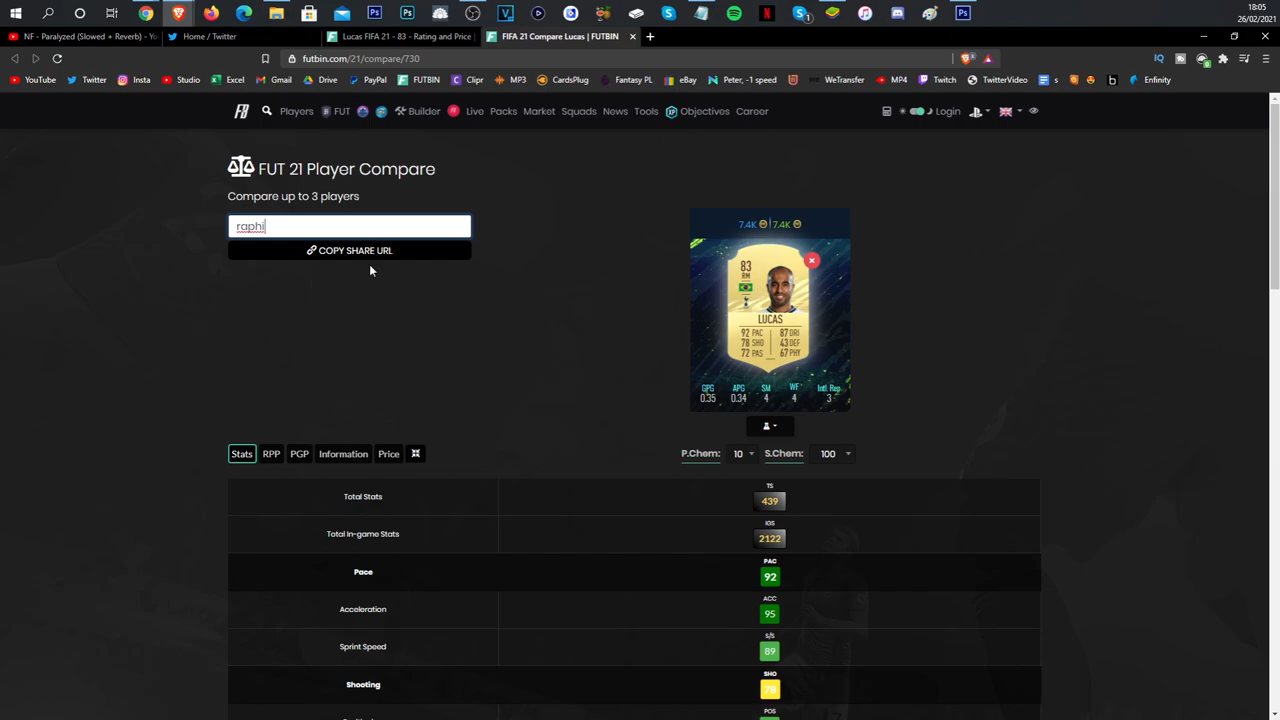 18:05
26/02/2021
NF - Paralyzed (Slowed + Reverb) - Yo
Home / Twitter
Lucas FIFA 21 - 83 - Rating and Price
FIFA 21 Compare Lucas | FUTBIN
futbin.com/21/compare/730
YouTube Twitter Insta Studio Excel Gmail Drive PayPal FUTBIN Clipr MP3 CardsPlug Fantasy PL eBay Peter, -1 speed WeTransfer MP4 Twitch TwitterVideo s b Enfinity
Players FUT Builder Live Packs Market Squads News Tools Objectives Career Login
FUT 21 Player Compare
Compare up to 3 players
raphi
COPY SHARE URL
7.4K 7.4K
83
RM
LUCAS
92 PAC 87 DRI
78 SHO 43 DEF
72 PAS 67 PHY
GPG APG SM WF Intl. Rep
0.35 0.34 4 4 3
Stats RPP PGP Information Price
P.Chem: 10 S.Chem: 100
Total Stats
TS
439
Total In-game Stats
IGS
2122
Pace
PAC
92
Acceleration
ACC
95
Sprint Speed
S/S
89
Shooting
SHO
78
POS